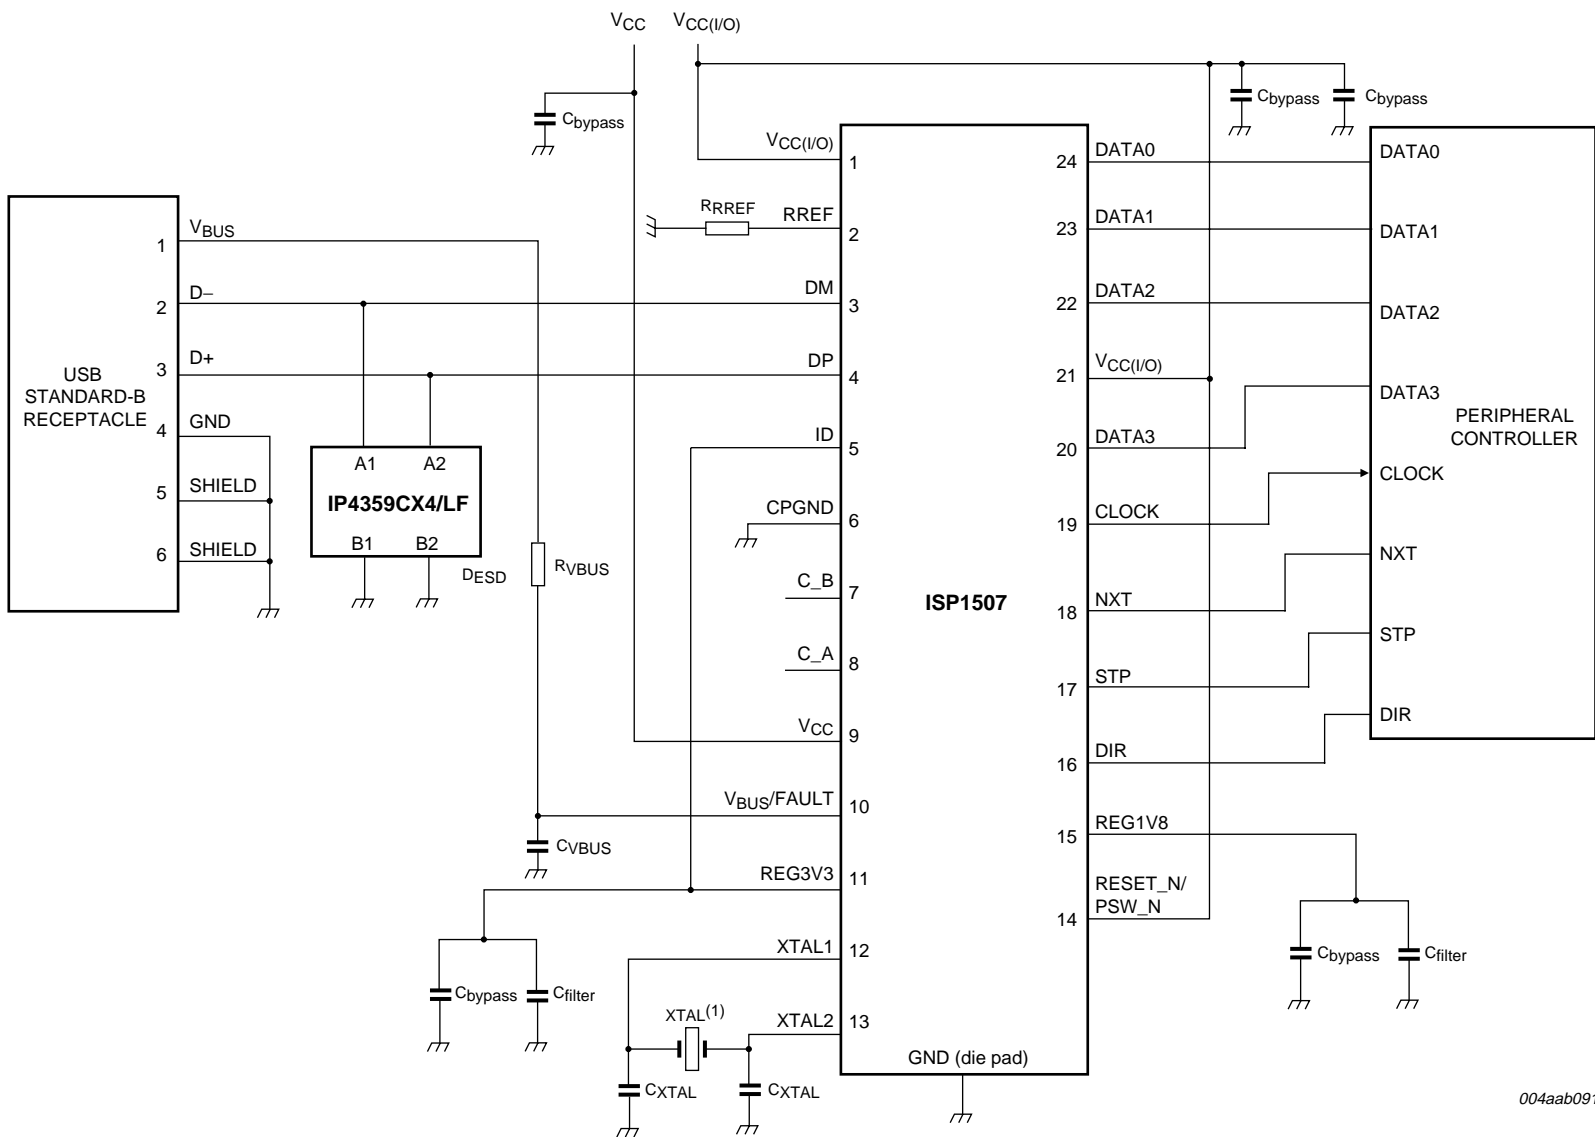 VCC
VCC(I/O)
Cbypass
Cbypass
Cbypass
USB
STANDARD-B
RECEPTACLE
1
VBUS
2
D–
3
D+
4
GND
5
SHIELD
6
SHIELD
A1
A2
IP4359CX4/LF
B1
B2
DESD
RVBUS
CVBUS
RRREF
VCC(I/O)
1
RREF
2
DM
3
DP
4
ID
5
CPGND
6
C_B
7
C_A
8
VCC
9
VBUS/FAULT
10
REG3V3
11
XTAL1
12
XTAL2
13
Cbypass
Cfilter
XTAL(1)
CXTAL
CXTAL
ISP1507
GND (die pad)
24
DATA0
23
DATA1
22
DATA2
21
VCC(I/O)
20
DATA3
19
CLOCK
18
NXT
17
STP
16
DIR
15
REG1V8
RESET_N/
14
PSW_N
Cbypass
Cfilter
DATA0
DATA1
DATA2
DATA3
PERIPHERAL
CONTROLLER
CLOCK
NXT
STP
DIR
004aab091